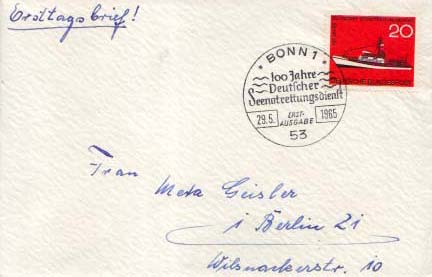 Ersttagsbrief!
20
DEUTSCHE BUNDESPOST
BONN 1
100 Jahre
Deutscher
Seenotrettungsdienst
29.5.
ERST-
AUSGABE
1965
53
Frau
Meta Geisler
1 Berlin 21
Wilsnackerstr. 10